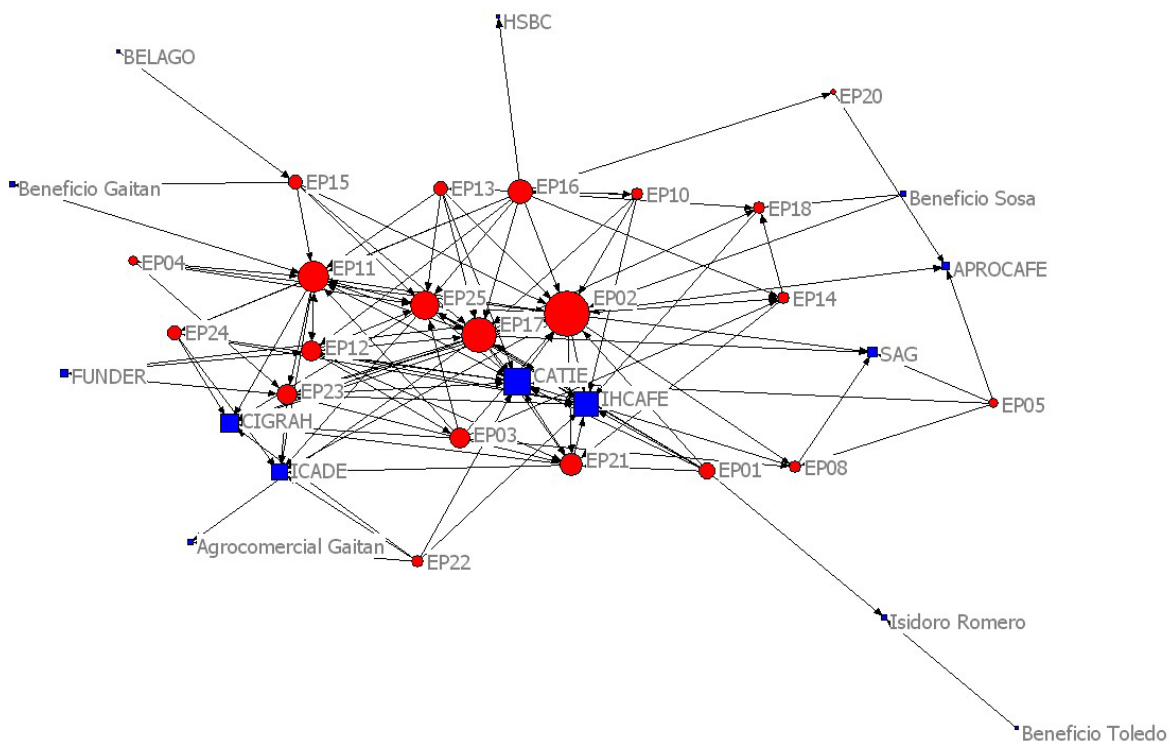 HSBC
BELAGO
EP20
EP15
EP13
EP16
EP10
Beneficio Gaitan
Beneficio Sosa
EP18
EP04
EP11
APROCAFE
EP25
EP02
EP14
EP24
EP17
EP12
SAG
FUNDER
CATIE
EP23
IHCAFE
EP05
CIGRAH
EP03
EP21
EP01
EP08
ICADE
Agrocomercial Gaitan
EP22
Isidoro Romero
Beneficio Toledo